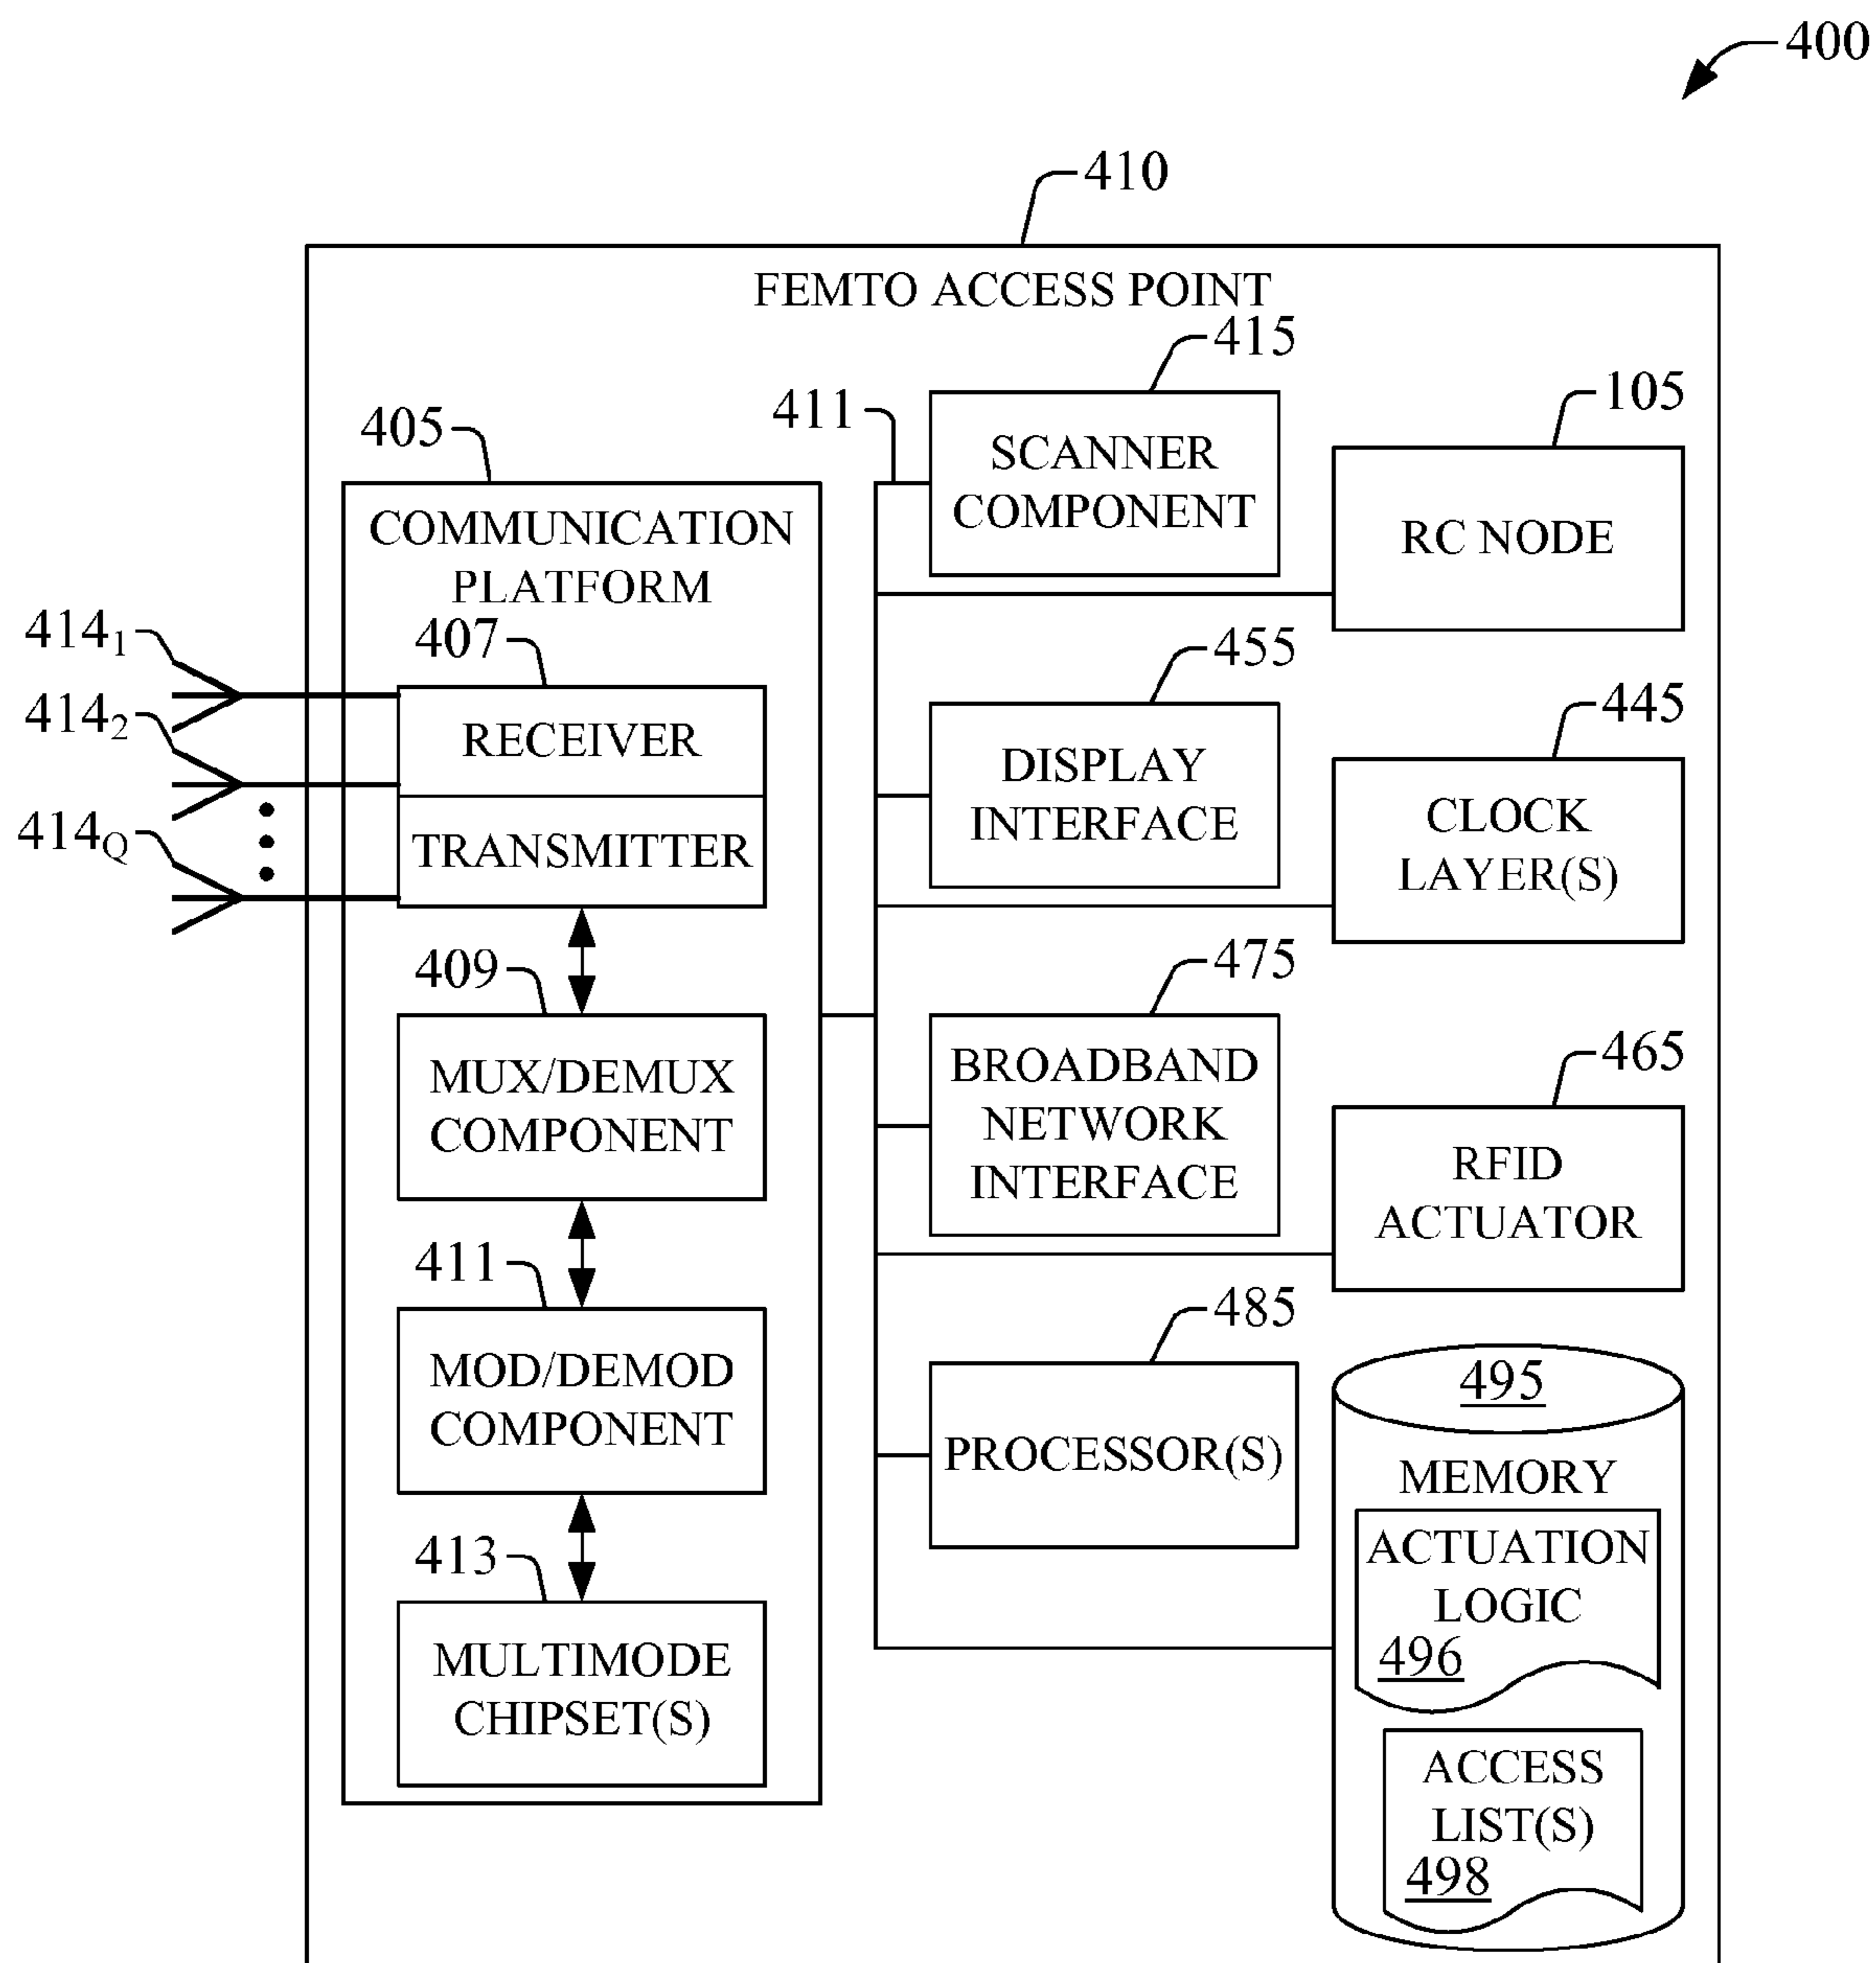 400
410
FEMTO ACCESS POINT
415
411
105
405
SCANNER
COMPONENT
RC NODE
COMMUNICATION
PLATFORM
407
414₁
414₂
414Q
RECEIVER
TRANSMITTER
455
DISPLAY
INTERFACE
445
CLOCK
LAYER(S)
409
MUX/DEMUX
COMPONENT
475
BROADBAND
NETWORK
INTERFACE
465
RFID
ACTUATOR
411
MOD/DEMOD
COMPONENT
485
PROCESSOR(S)
495
MEMORY
ACTUATION
LOGIC
496
413
MULTIMODE
CHIPSET(S)
ACCESS
LIST(S)
498